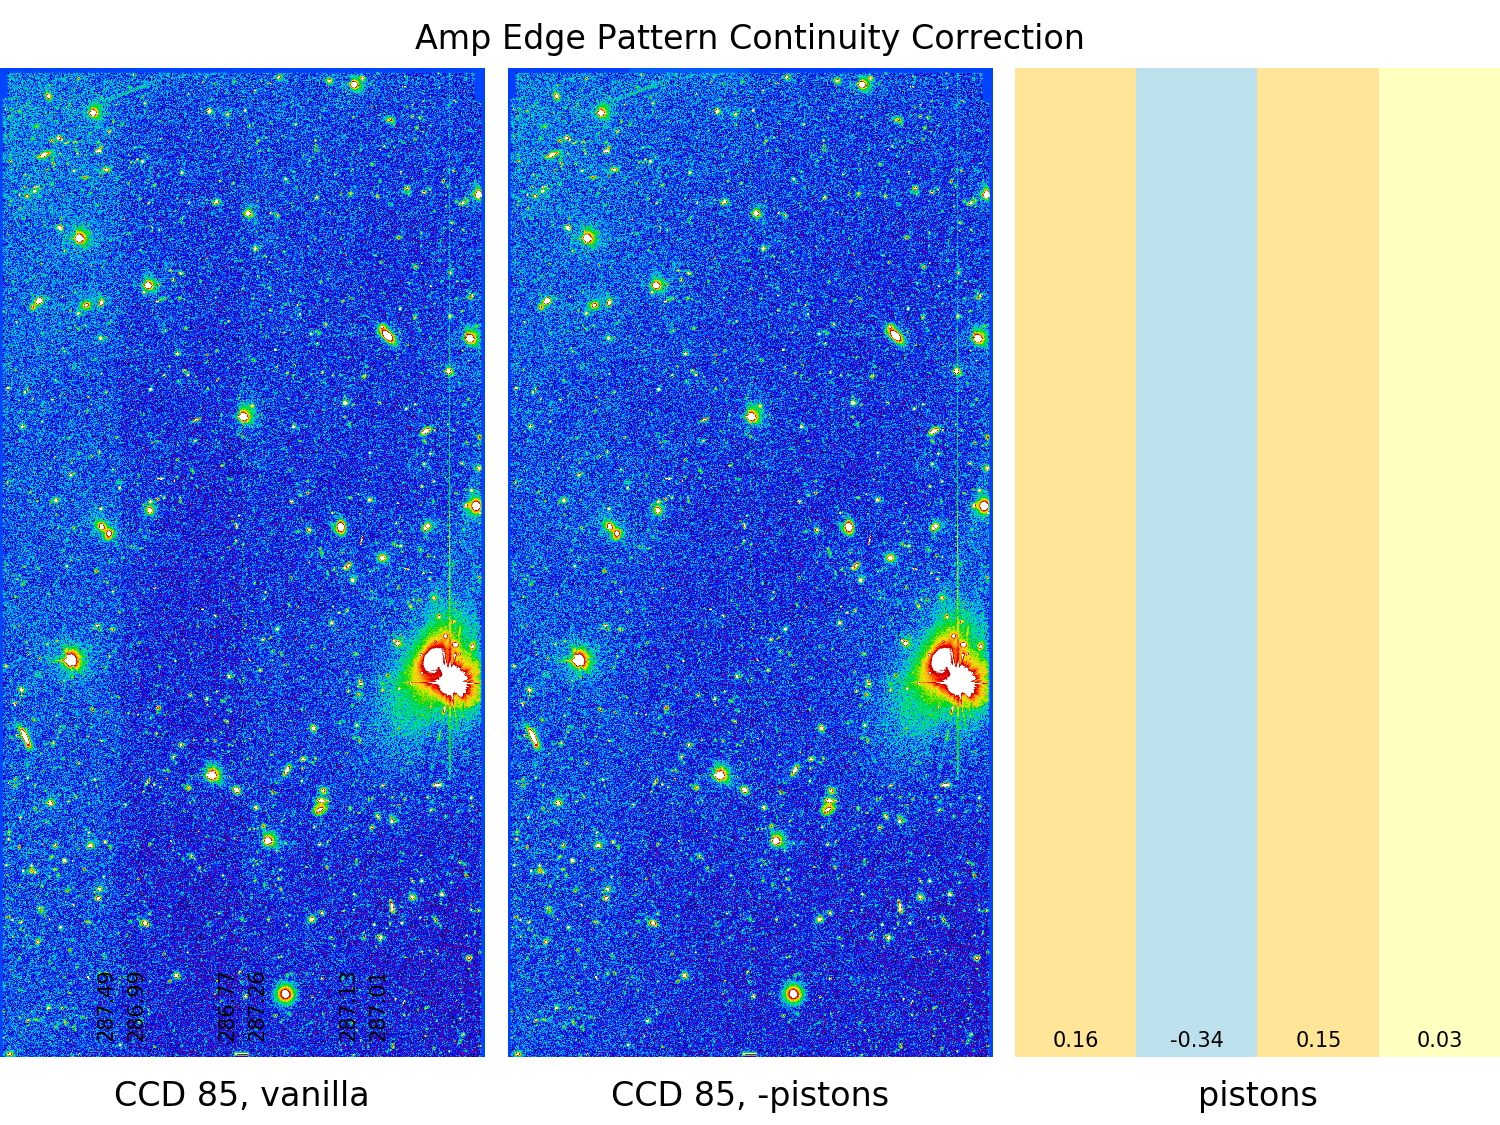 Amp Edge Pattern Continuity Correction
287.49
286.99
286.77
287.26
287.13
287.01
0.16
-0.34
0.15
0.03
CCD 85, vanilla
CCD 85, -pistons
pistons